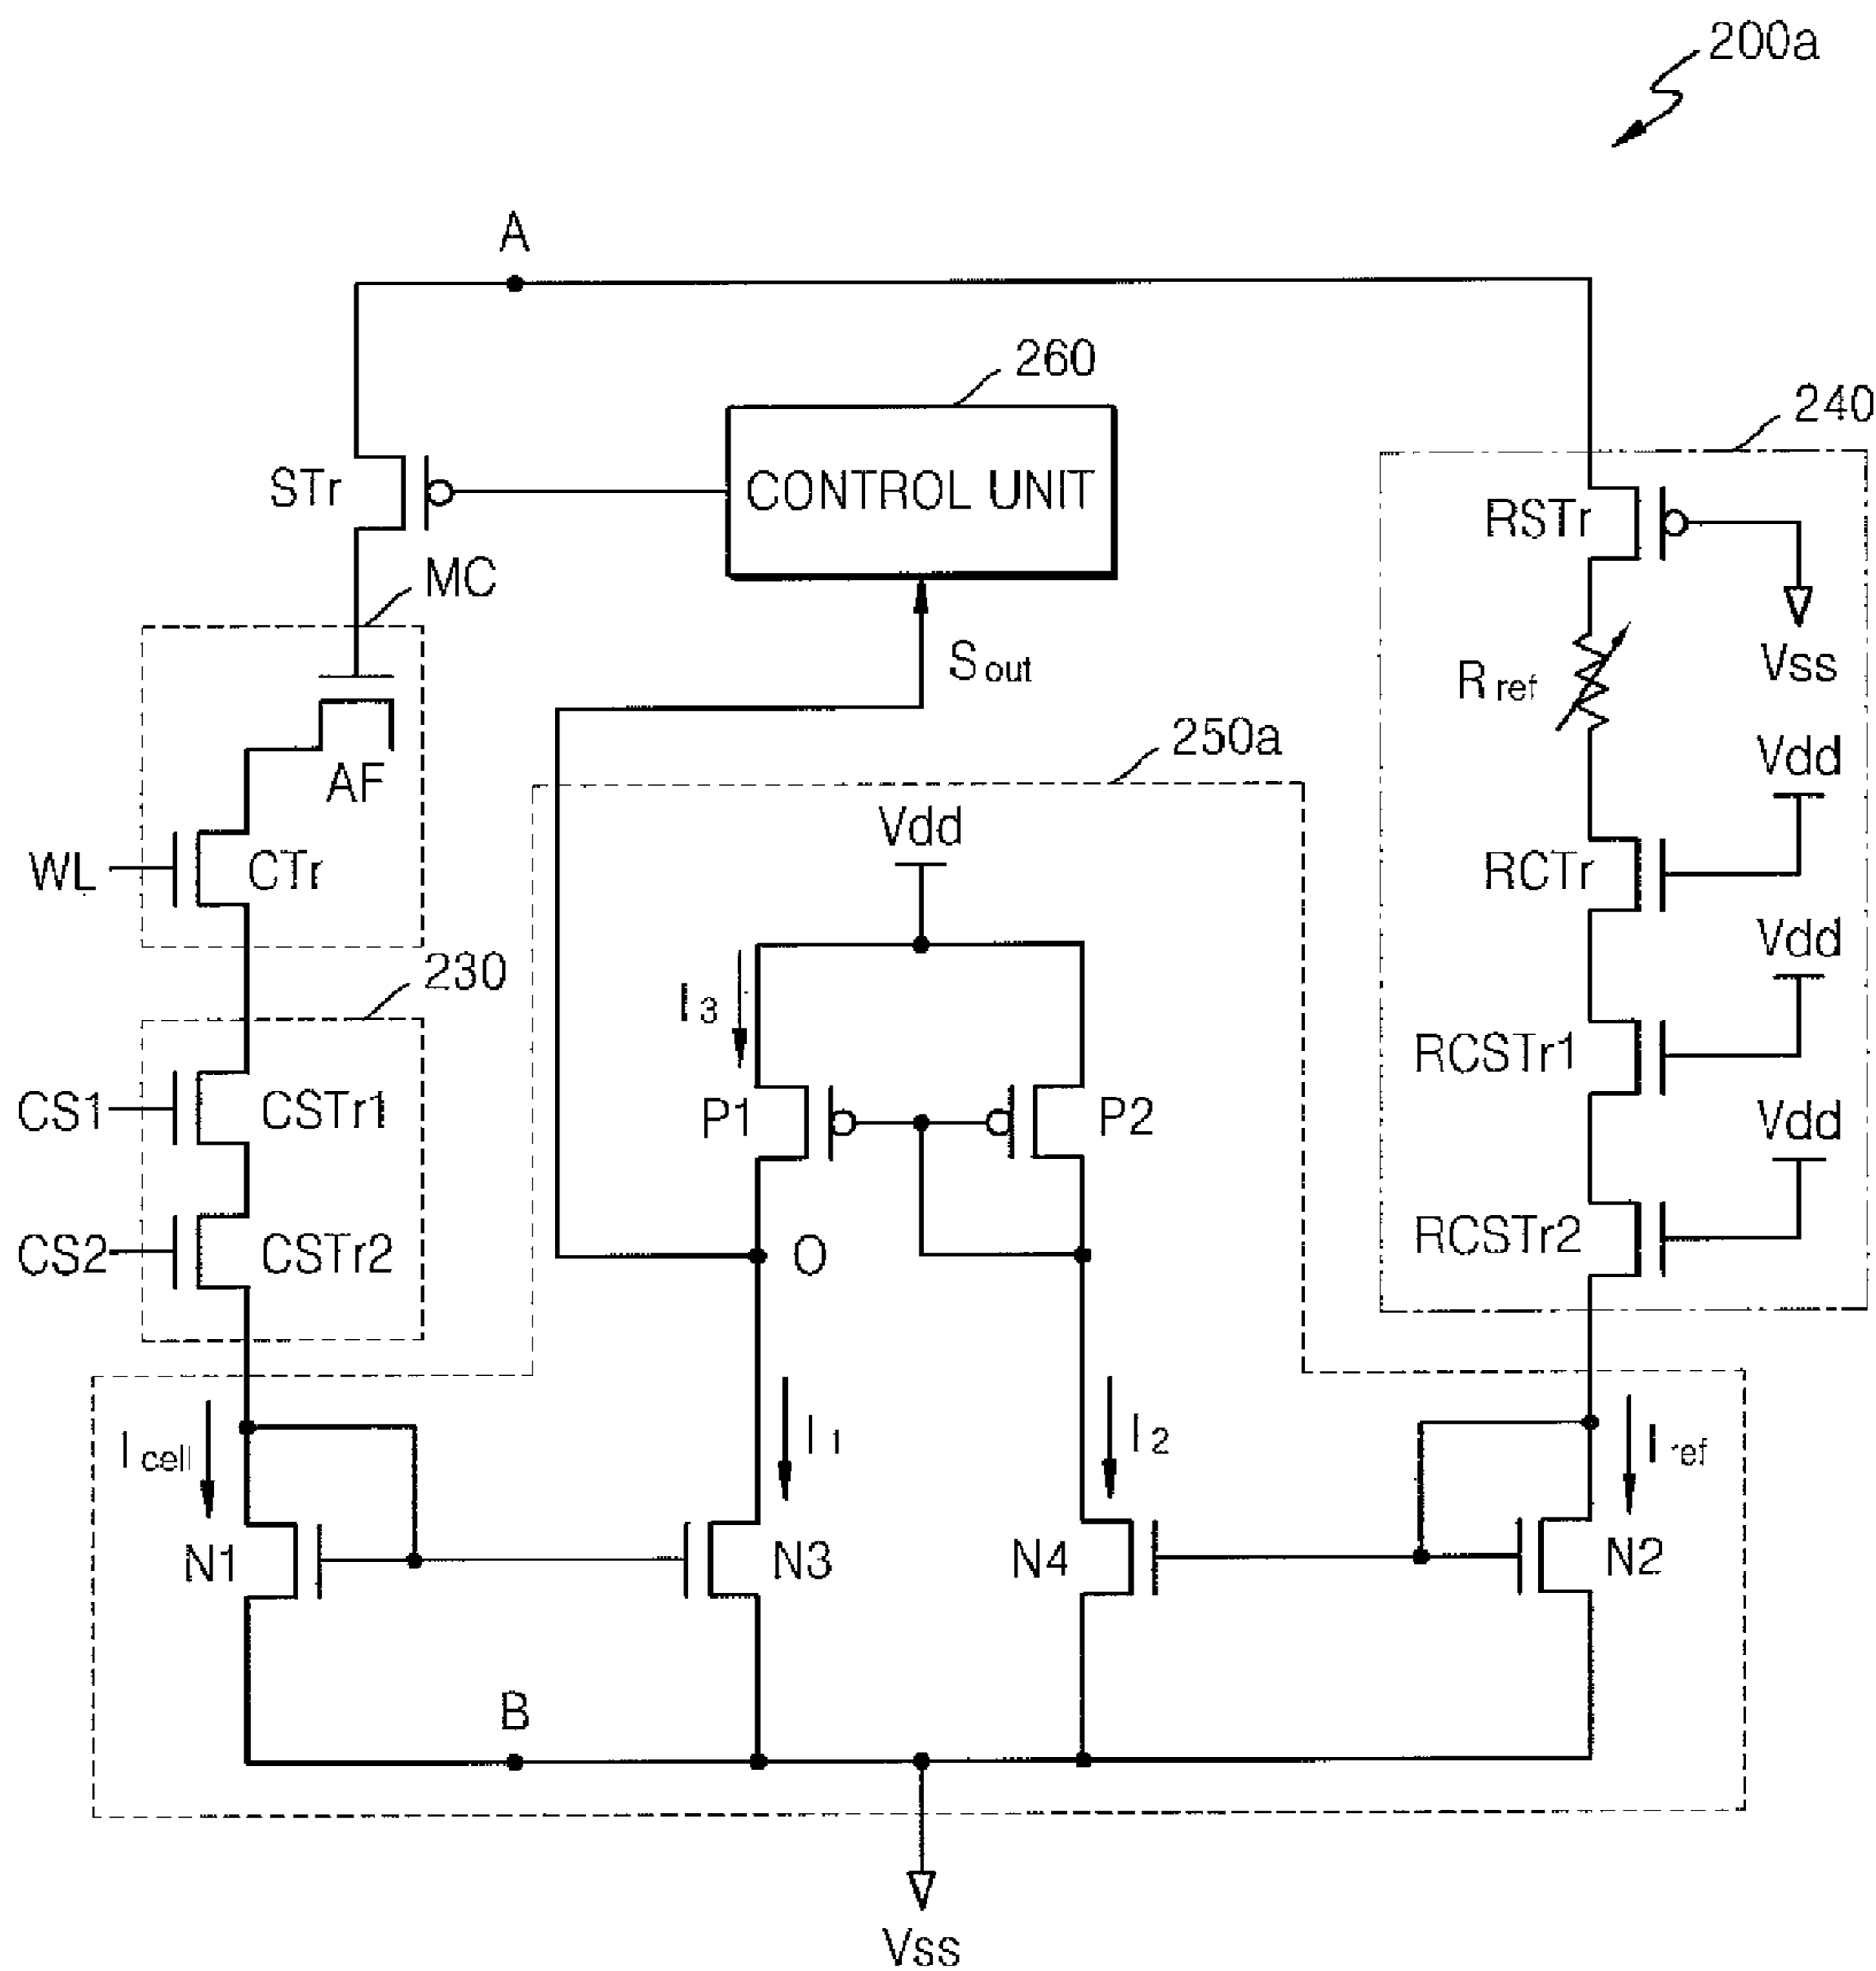 200a
A
260
240
STr
CONTROL UNIT
RSTr
MC
Sout
Rref
Vss
250a
Vdd
AF
Vdd
WL
CTr
RCTr
230
Vdd
I3
RCSTr1
CS1
CSTr1
P1
P2
Vdd
CS2
CSTr2
O
RCSTr2
Icell
I1
I2
Iref
N1
N3
N4
N2
B
Vss